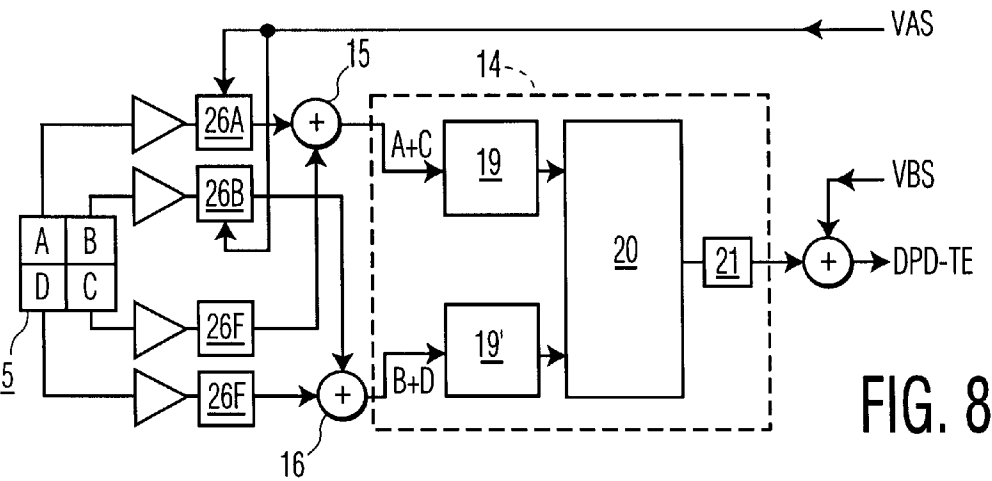 VAS
15
14
26A
A+C
19
26B
VBS
A B
20
21
DPD-TE
D C
26F
19'
5
26F
B+D
16
FIG. 8